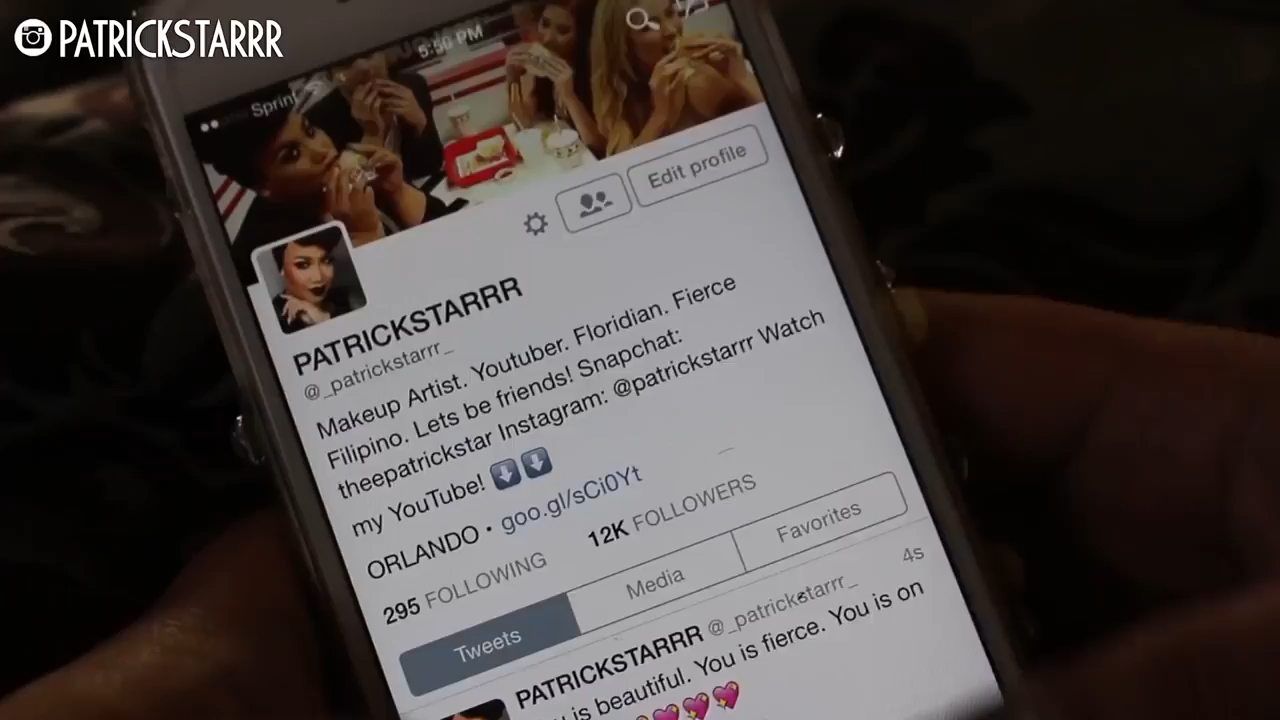 PATRICKSTARRR
5:50 PM
Sprint
Edit profile
PATRICKSTARRR
@_patrickstarrr_
Makeup Artist. Youtuber. Floridian. Fierce
Filipino. Lets be friends! Snapchat:
theepatrickstar Instagram: @patrickstarrr Watch
my YouTube! ⬇️⬇️
ORLANDO • goo.gl/sCi0Yt
295 FOLLOWING 12K FOLLOWERS
Tweets Media Favorites
PATRICKSTARRR @_patrickstarrr_ 4s
is beautiful. You is fierce. You is on
💖💖💖